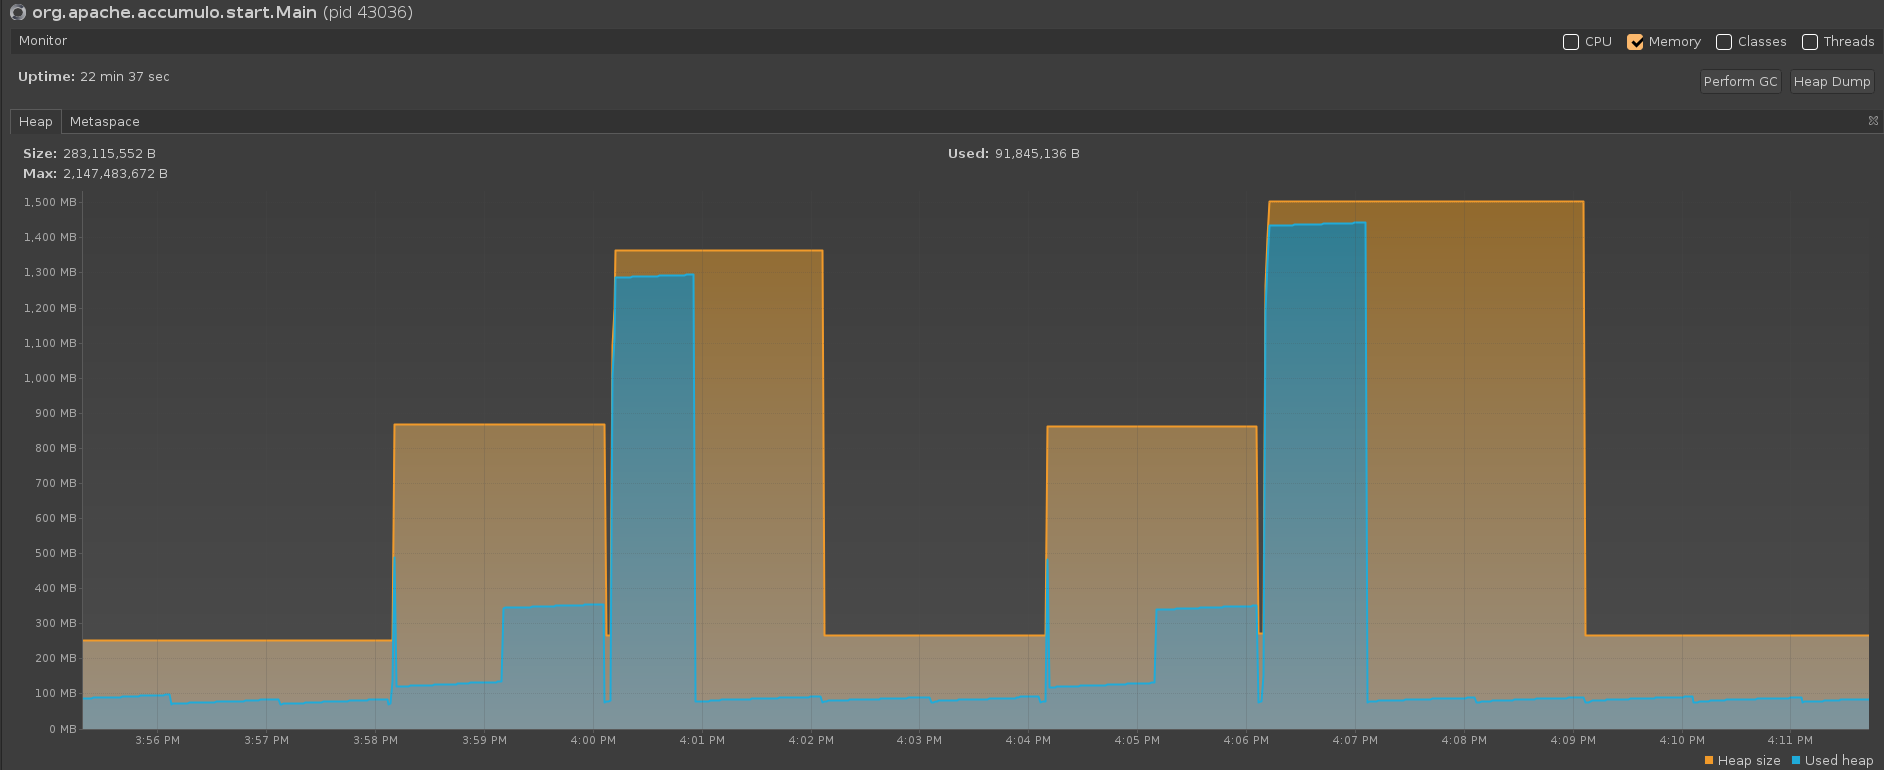 org.apache.accumulo.start.Main (pid 43036)
Monitor
CPU Memory Classes Threads
Uptime: 22 min 37 sec
Perform GC Heap Dump
Heap Metaspace
Size: 283,115,552 B
Used: 91,845,136 B
Max: 2,147,483,672 B
1,500 MB
1,400 MB
1,300 MB
1,200 MB
1,100 MB
1,000 MB
900 MB
800 MB
700 MB
600 MB
500 MB
400 MB
300 MB
200 MB
100 MB
0 MB
3:56 PM 3:57 PM 3:58 PM 3:59 PM 4:00 PM 4:01 PM 4:02 PM 4:03 PM 4:04 PM 4:05 PM 4:06 PM 4:07 PM 4:08 PM 4:09 PM 4:10 PM 4:11 PM
Heap size Used heap